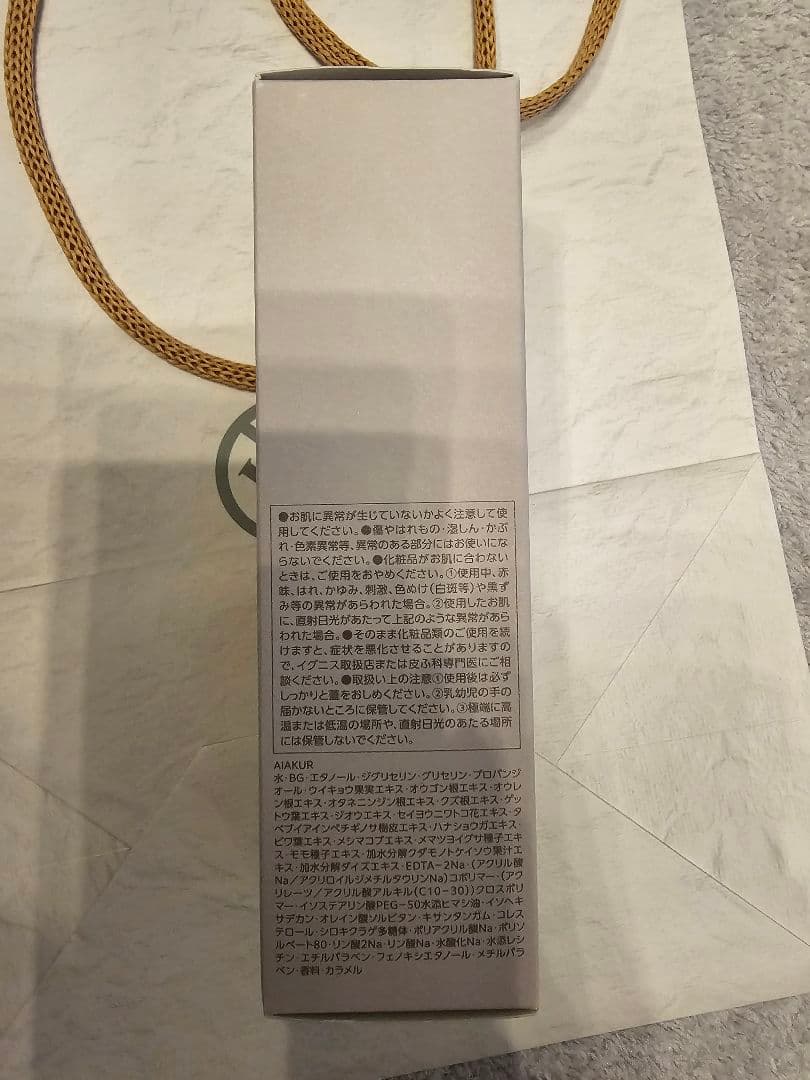 ●お肌に異常が生じていないかよく注意して使
用してください。●傷やはれもの・湿しん・かぶ
れ・色素異常等、異常のある部分にはお使いにな
らないでください。●化粧品がお肌に合わない
ときは、ご使用をおやめください。①使用中、赤
味、はれ、かゆみ、刺激、色ぬけ(白斑等)や黒ず
み等の異常があらわれた場合。②使用したお肌
に、直射日光があたって上記のような異常があら
われた場合。●そのまま化粧品類のご使用を続
けますと、症状を悪化させることがありますの
で、イグニス取扱店または皮ふ科専門医にご相
談ください。●取扱い上の注意①使用後は必ず
しっかりと蓋をおしめください。②乳幼児の手の
届かないところに保管してください。③極端に高
温または低温の場所や、直射日光のあたる場所
には保管しないでください。
A1AKUR
水・BG・エタノール・ジグリセリン・グリセリン・プロパンジ
オール・ウイキョウ果実エキス・オウゴン根エキス・オウレ
ン根エキス・オタネニンジン根エキス・クズ根エキス・ゲッ
トウ葉エキス・ジオウエキス・セイヨウニワトコ花エキス・タ
ベブイアインペチギノサ樹皮エキス・ハナショウガエキス・
ビワ葉エキス・メシマコブエキス・メマツヨイグサ種子エキ
ス・モモ種子エキス・加水分解クダモノトケイソウ果汁エ
キス・加水分解ダイズエキス・EDTA-2Na・(アクリル酸
Na/アクリロイルジメチルタウリンNa)コポリマー・(アク
リレーツ/アクリル酸アルキル(C10-30))クロスポリ
マー・イソステアリン酸PEG-50水添ヒマシ油・イソヘキ
サデカン・オレイン酸ソルビタン・キサンタンガム・コレス
テロール・シロキクラゲ多糖体・ポリアクリル酸Na・ポリソ
ルベート80・リン酸2Na・リン酸Na・水酸化Na・水添レシ
チン・エチルパラベン・フェノキシエタノール・メチルパラ
ベン・香料・カラメル